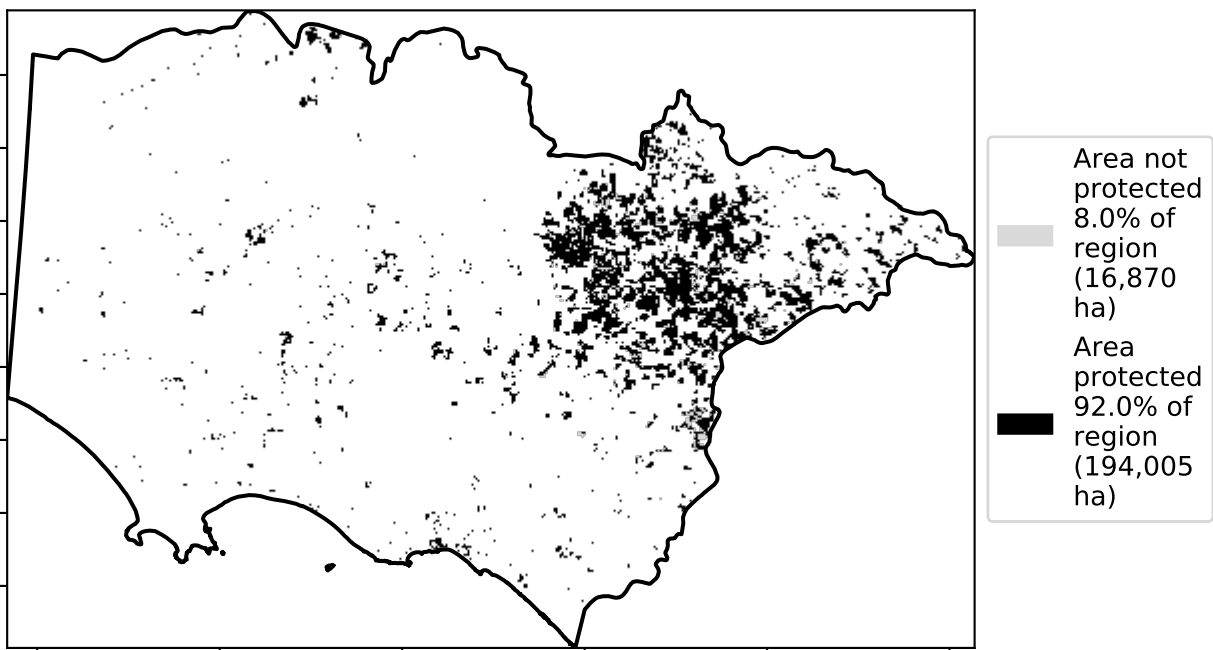 Area not
protected
8.0% of
region
(16,870
ha)
Area
protected
92.0% of
region
(194,005
ha)